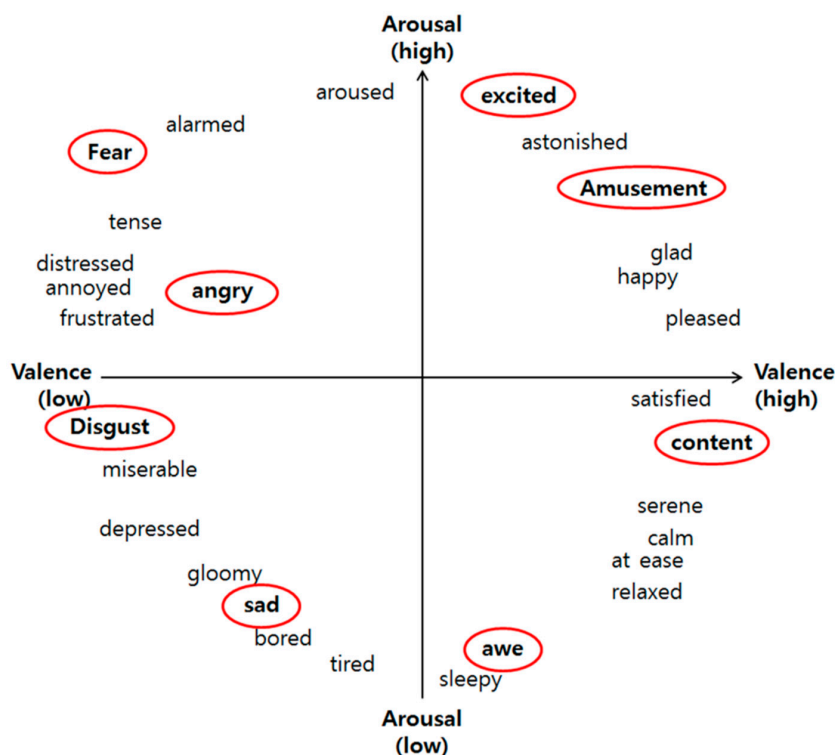 Arousal
(high)
aroused
excited
alarmed
astonished
Fear
Amusement
tense
glad
distressed
happy
annoyed
angry
frustrated
pleased
Valence
(low)
Valence
(high)
satisfied
Disgust
content
miserable
serene
depressed
calm
at ease
gloomy
relaxed
sad
bored
awe
tired
sleepy
Arousal
(low)